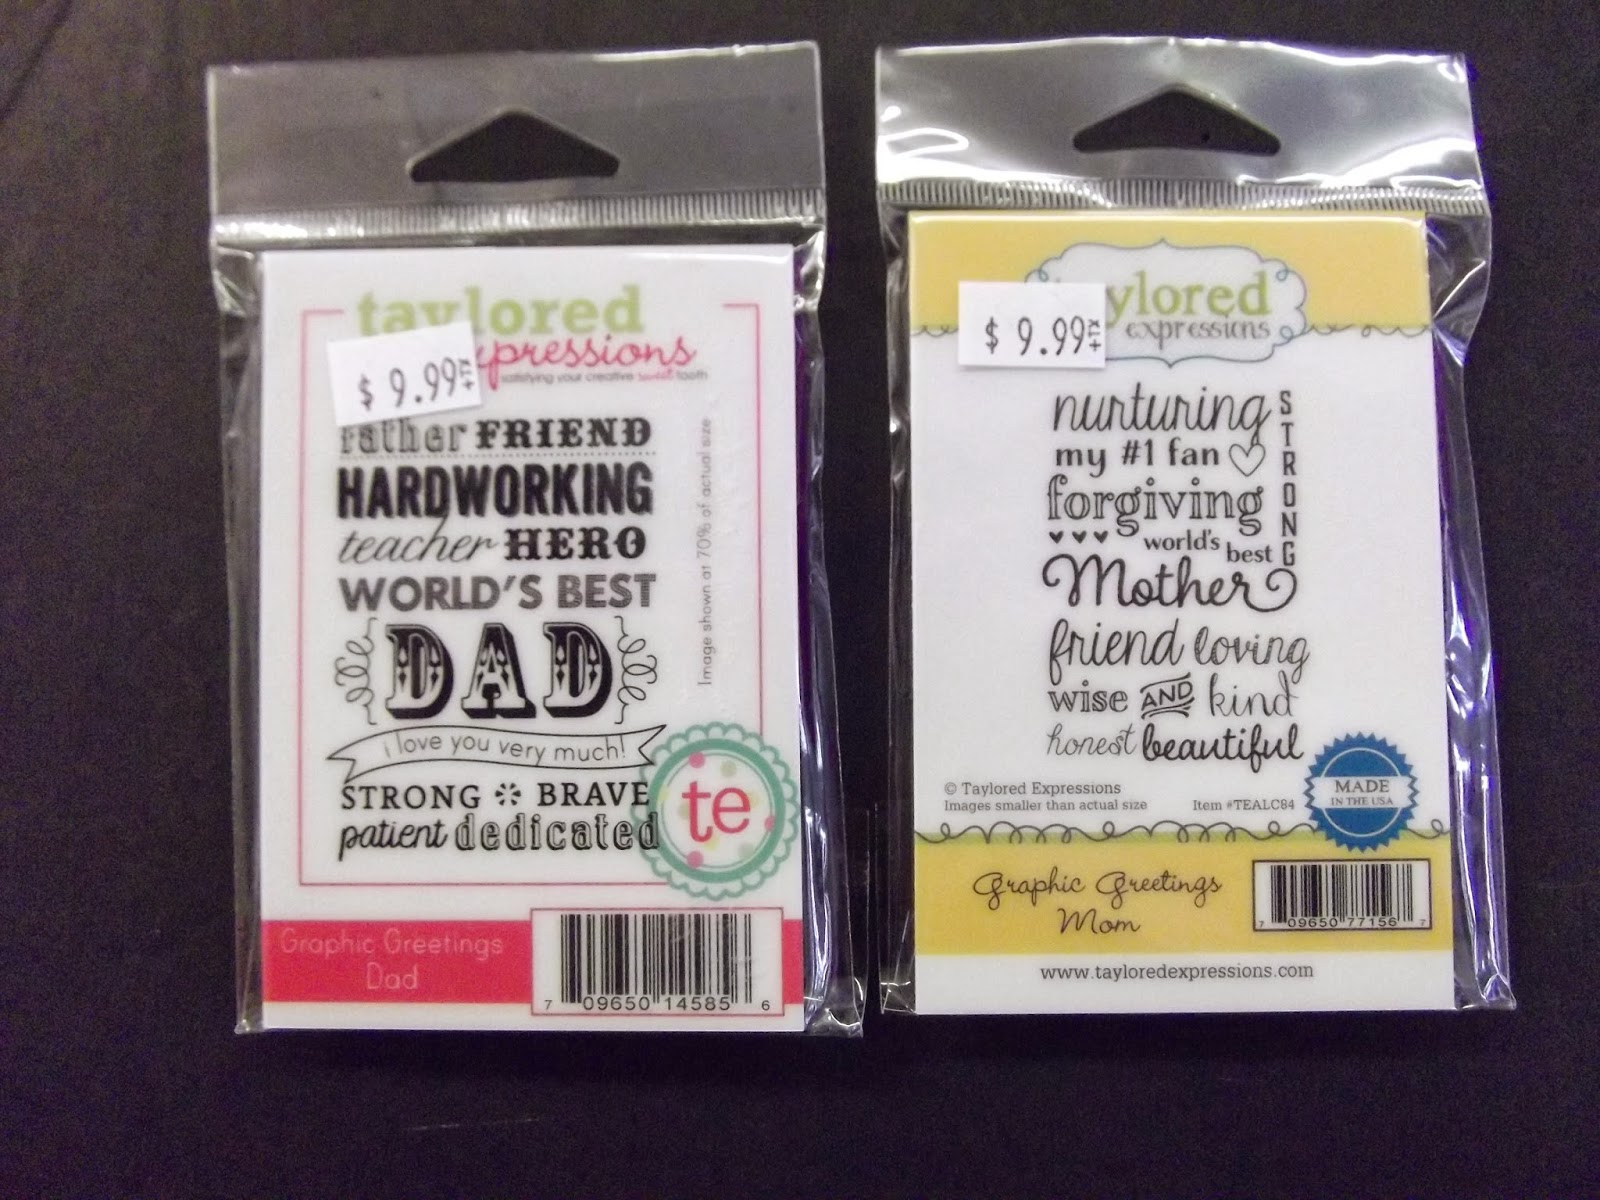 taylored
expressions
satisfying your creative sweet tooth
$ 9.99 +TX
father FRIEND
HARDWORKING
teacher HERO
WORLD'S BEST
DAD
i love you very much!
STRONG BRAVE
patient dedicated
Image shown at 70% of actual size
te
Graphic Greetings
Dad
7 09650 14585 6
taylored
expressions
$ 9.99 +TX
nurturing
STRONG
my #1 fan
forgiving
world's best
Mother
friend loving
wise AND kind
honest beautiful
© Taylored Expressions
Images smaller than actual size Item #TEALC84
MADE
IN THE USA
Graphic Greetings
Mom
7 09650 77156 7
www.tayloredexpressions.com